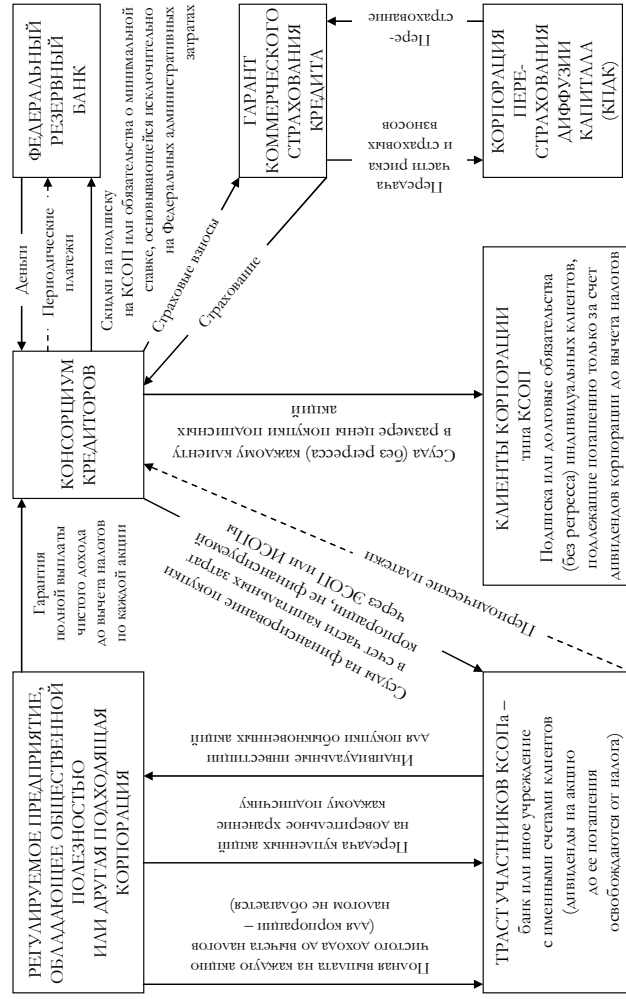 РЕГУЛИРУЕМОЕ ПРЕДПРИЯТИЕ,
ОБЛАДАЮЩЕЕ ОБЩЕСТВЕННОЙ
ПОЛЕЗНОСТЬЮ
ИЛИ ДРУГАЯ ПОДХОДЯЩАЯ
КОРПОРАЦИЯ
Гарантия
полной выплаты
чистого дохода
до вычета налогов
по каждой акции
КОНСОРЦИУМ
КРЕДИТОРОВ
Деньги
Периодические
платежи
Скидки на подписку
на КСОП или обязательства о минимальной
ставке, основывающейся исключительно
на Федеральных административных
затратах
ФЕДЕРАЛЬНЫЙ
РЕЗЕРВНЫЙ
БАНК
Страховые взносы
Страхование
ГАРАНТ
КОММЕРЧЕСКОГО
СТРАХОВАНИЯ
КРЕДИТА
Передача
части риска
и страховых
взносов
Пере-
страхование
КОРПОРАЦИЯ
ПЕРЕ-
СТРАХОВАНИЯ
ДИФФУЗИИ
КАПИТАЛА
(КПДК)
Ссуда (без регресса) каждому клиенту
в размере цены покупки подписных
акций
КЛИЕНТЫ КОРПОРАЦИИ
типа КСОП
Подписка или долговые обязательства
(без регресса) индивидуальных клиентов,
подлежащие погашению только за счет
дивидендов корпорации до вычета налогов
Ссуды на финансирование покупки
в счет части капитальных затрат
корпорации, не финансируемой
через ЭСОП или ИСОПы
Периодические платежи
Полная выплата на каждую акцию
чистого дохода до вычета налогов
(для корпорации –
налогом не облагается)
Передача купленных акций
на доверительное хранение
каждому подписчику
Индивидуальные инвестиции
для покупки обыкновенных акций
ТРАСТ УЧАСТНИКОВ КСОПа –
банк или иное учреждение
с именными счетами клиентов
(дивиденды на акцию
до ее погашения
освобождаются от налога)